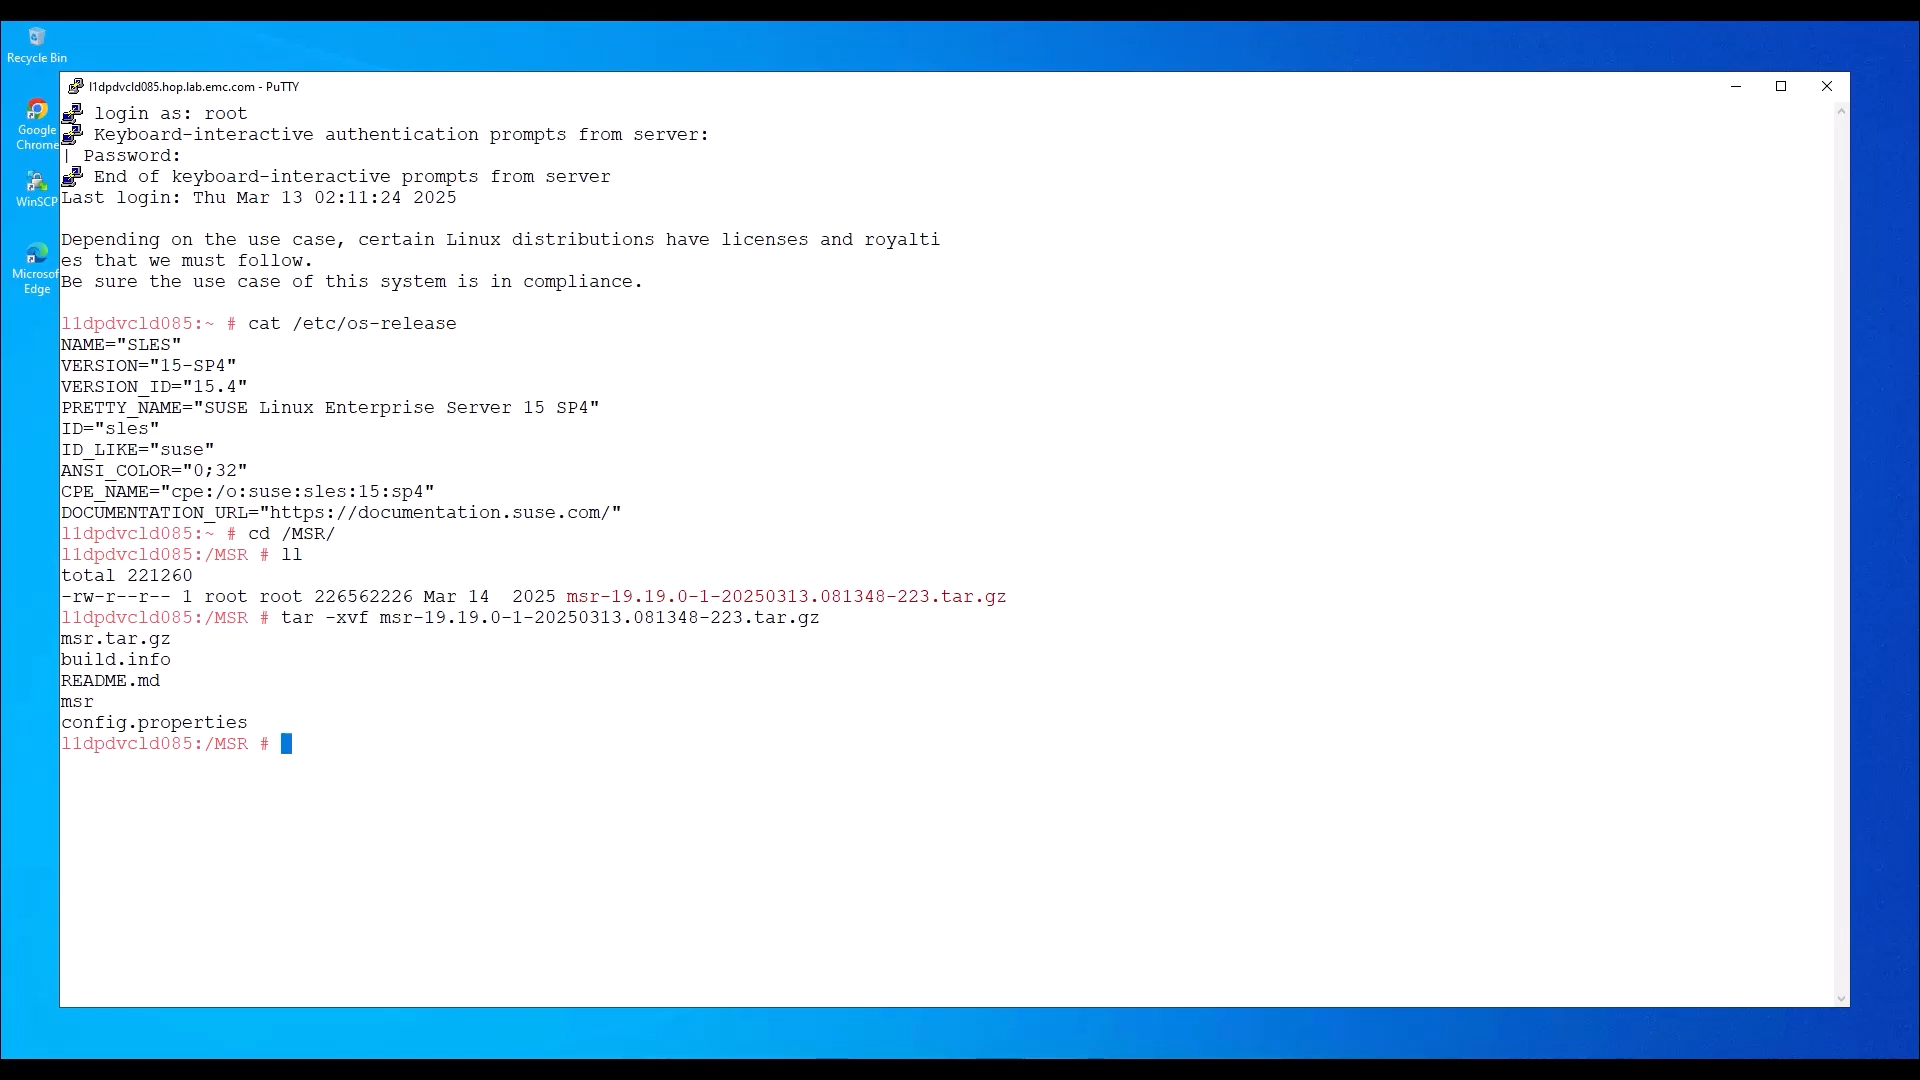 Recycle Bin
Google
Chrome
WinSCP
Microsof
Edge
l1dpdvcld085.hop.lab.emc.com - PuTTY
login as: root
Keyboard-interactive authentication prompts from server:
| Password:
End of keyboard-interactive prompts from server
Last login: Thu Mar 13 02:11:24 2025
Depending on the use case, certain Linux distributions have licenses and royalti
es that we must follow.
Be sure the use case of this system is in compliance.
l1dpdvcld085:~ # cat /etc/os-release
NAME="SLES"
VERSION="15-SP4"
VERSION_ID="15.4"
PRETTY_NAME="SUSE Linux Enterprise Server 15 SP4"
ID="sles"
ID_LIKE="suse"
ANSI_COLOR="0;32"
CPE_NAME="cpe:/o:suse:sles:15:sp4"
DOCUMENTATION_URL="https://documentation.suse.com/"
l1dpdvcld085:~ # cd /MSR/
l1dpdvcld085:/MSR # ll
total 221260
-rw-r--r-- 1 root root 226562226 Mar 14  2025 msr-19.19.0-1-20250313.081348-223.tar.gz
l1dpdvcld085:/MSR # tar -xvf msr-19.19.0-1-20250313.081348-223.tar.gz
msr.tar.gz
build.info
README.md
msr
config.properties
l1dpdvcld085:/MSR #